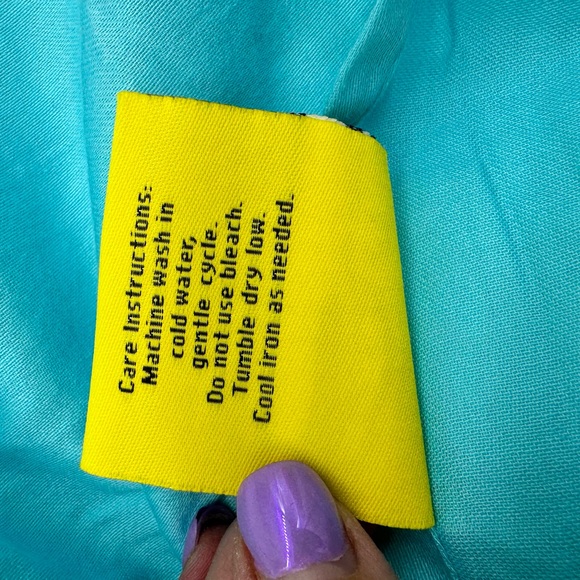 Care Instructions:
Machine wash in
cold water,
gentle cycle.
Do not use bleach.
Tumble dry low.
Cool iron as needed.